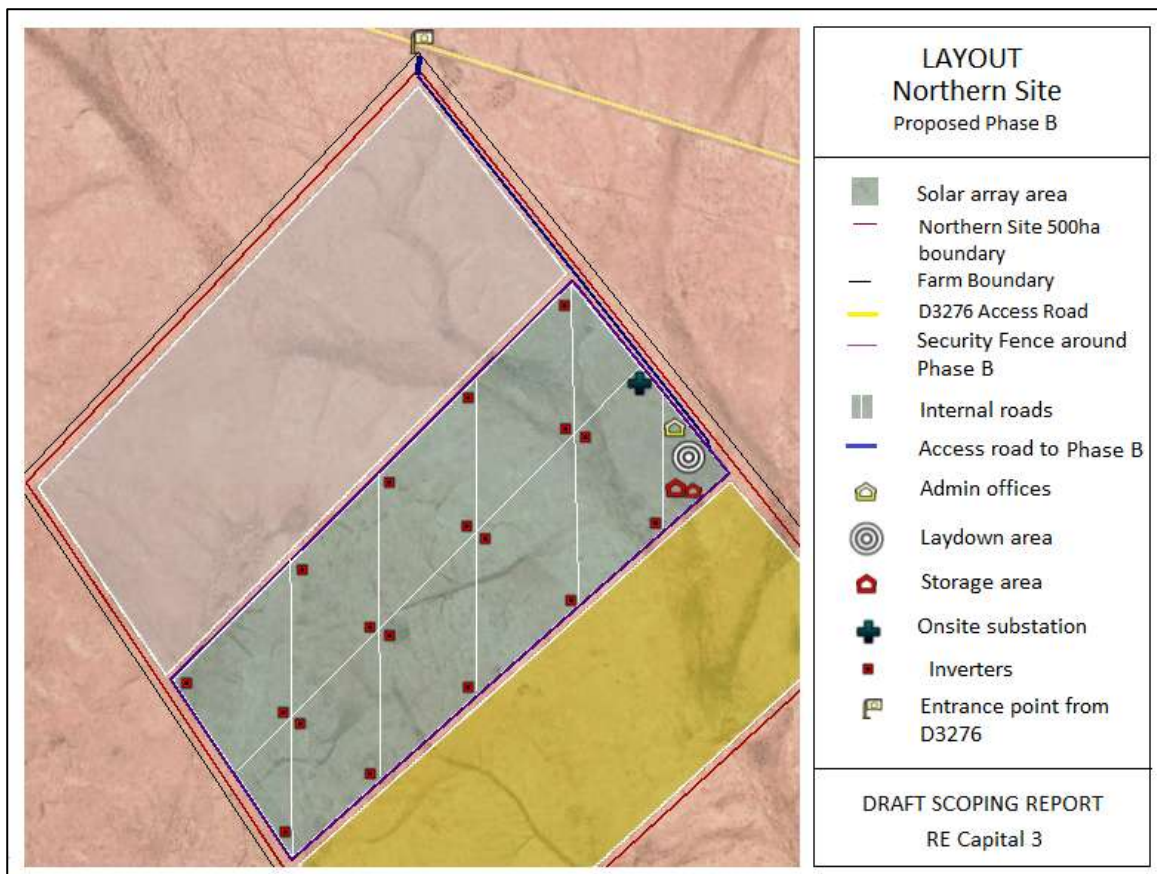 LAYOUT
Northern Site
Proposed Phase B
Solar array area
Northern Site 500ha
boundary
Farm Boundary
D3276 Access Road
Security Fence around
Phase B
Internal roads
Access road to Phase B
Admin offices
Laydown area
Storage area
Onsite substation
Inverters
Entrance point from
D3276
DRAFT SCOPING REPORT
RE Capital 3